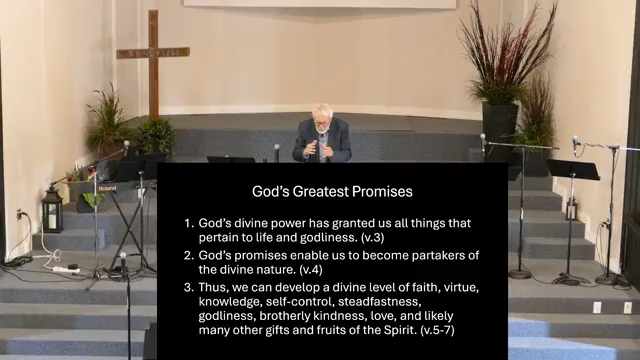 JESUS SAVES
Roland
God's Greatest Promises
1. God's divine power has granted us all things that
pertain to life and godliness. (v.3)
2. God's promises enable us to become partakers of
the divine nature. (v.4)
3. Thus, we can develop a divine level of faith, virtue,
knowledge, self-control, steadfastness,
godliness, brotherly kindness, love, and likely
many other gifts and fruits of the Spirit. (v.5-7)